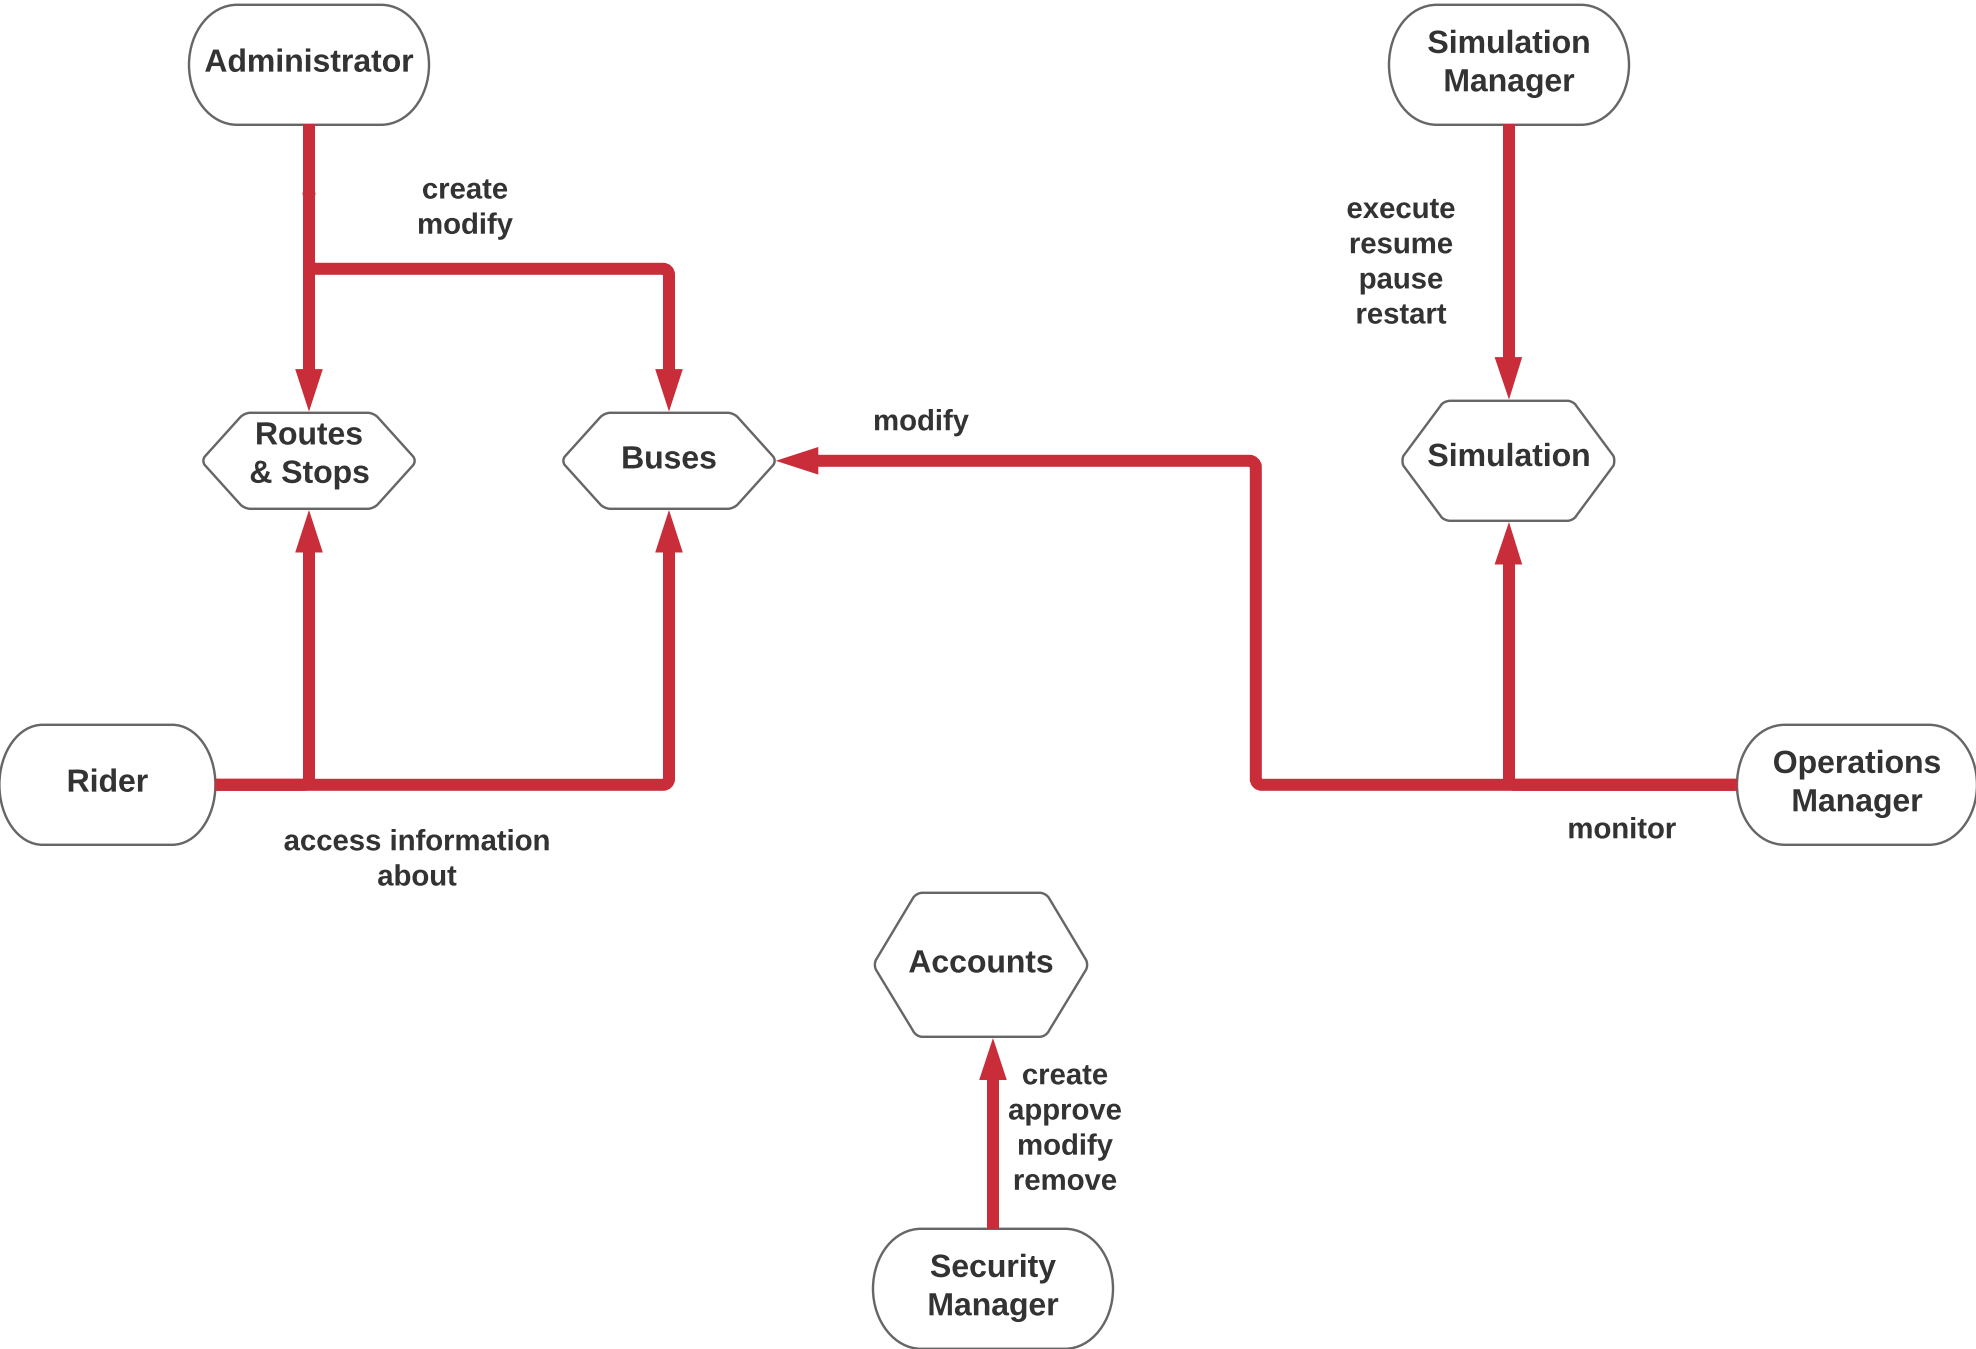 Administrator
Simulation
Manager
create
modify
execute
resume
pause
restart
Routes
& Stops
Buses
modify
Simulation
Rider
access information
about
Operations
Manager
monitor
Accounts
create
approve
modify
remove
Security
Manager